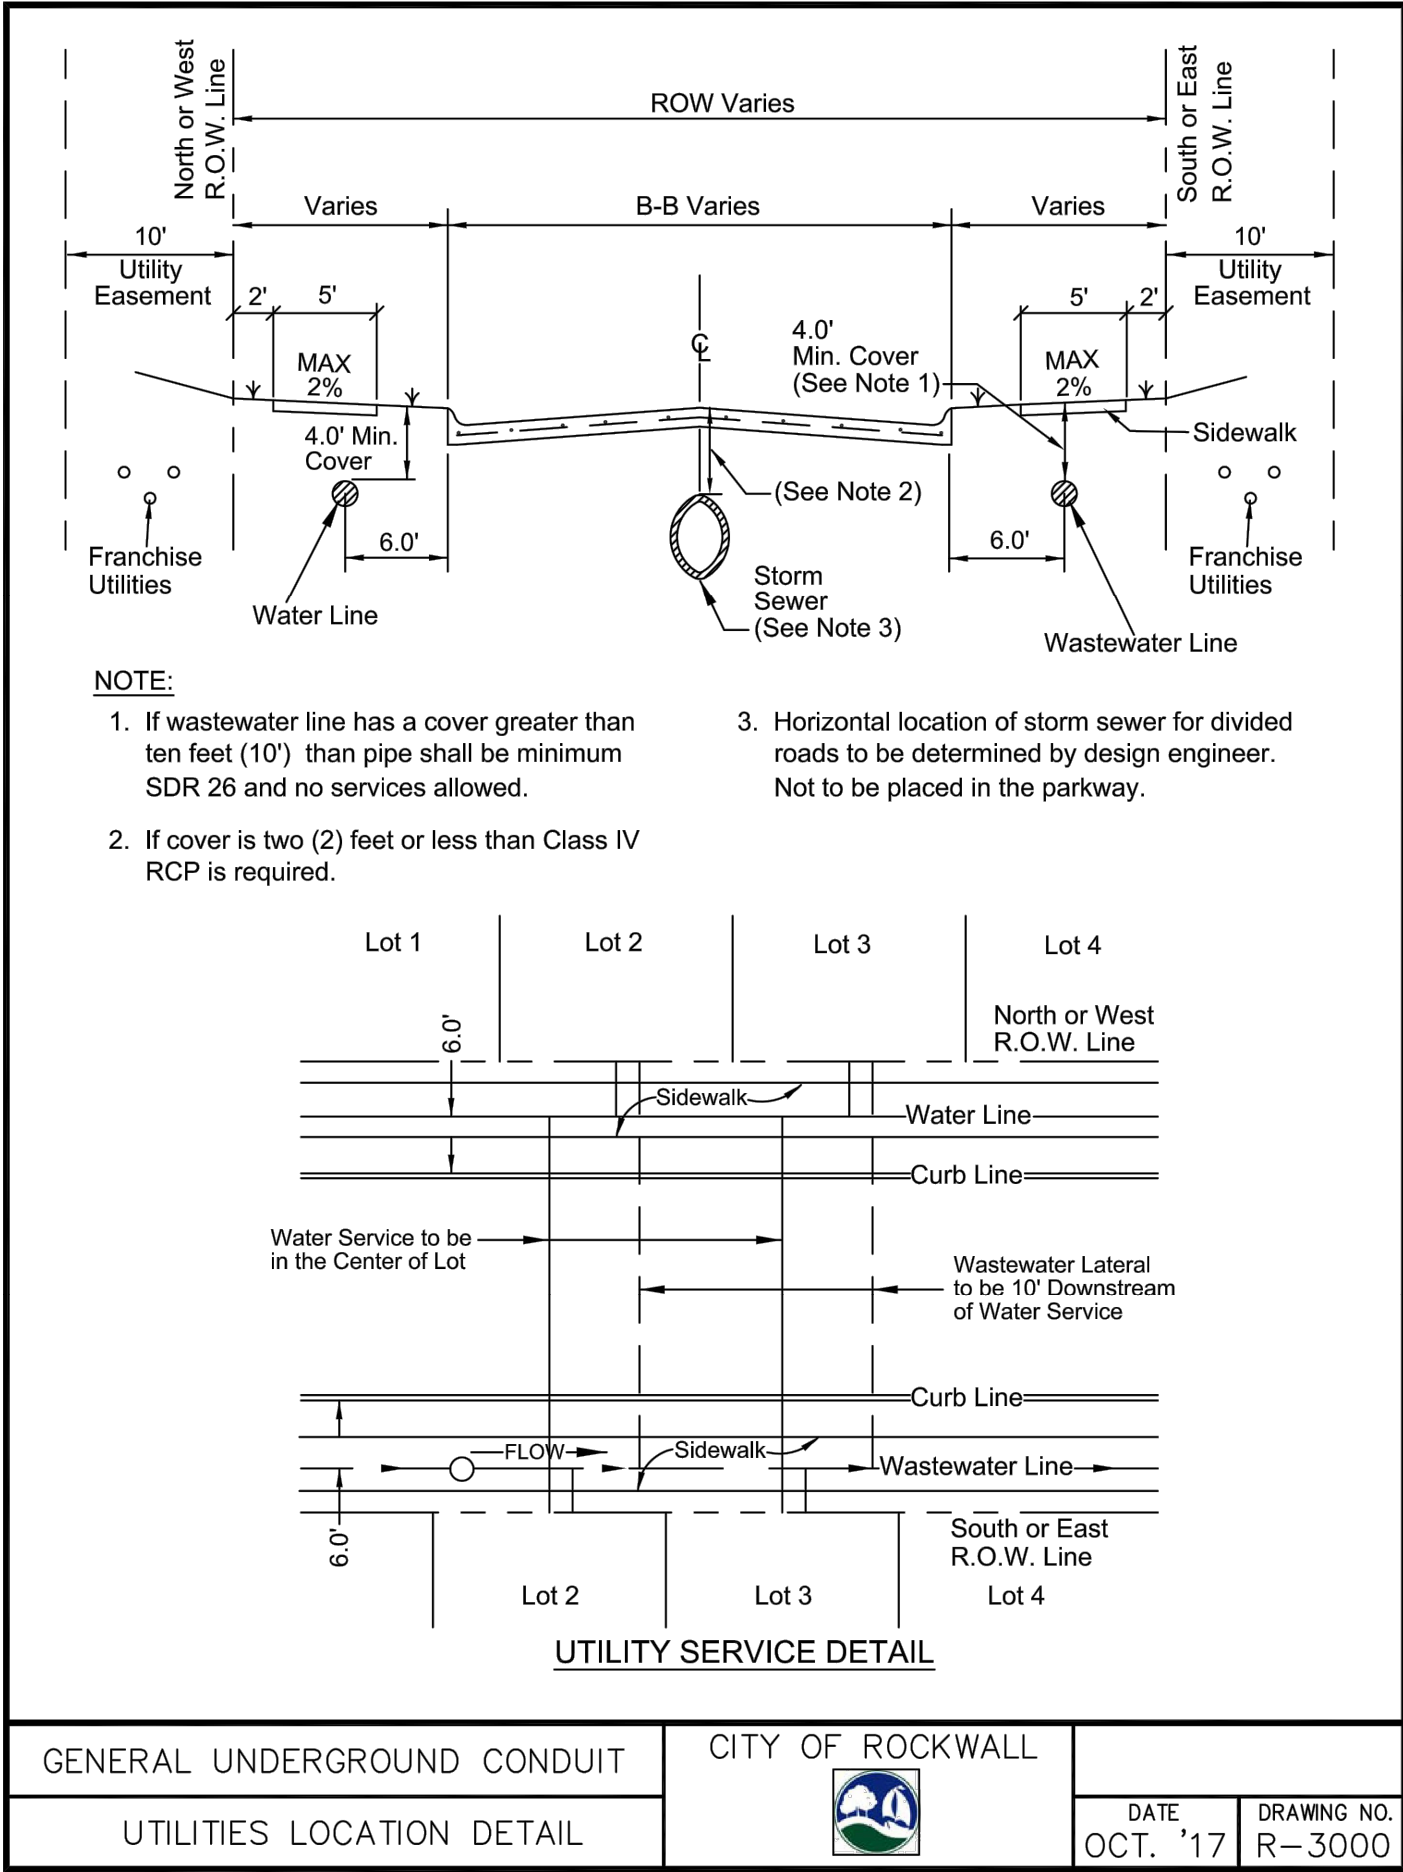 North or West
R.O.W. Line
South or East
R.O.W. Line
ROW Varies
Varies
B-B Varies
Varies
10'
Utility
Easement
10'
Utility
Easement
2'
5'
5'
2'
MAX
2%
℄
4.0'
Min. Cover
(See Note 1)
MAX
2%
4.0' Min.
Cover
Sidewalk
(See Note 2)
6.0'
6.0'
Franchise
Utilities
Franchise
Utilities
Storm
Sewer
(See Note 3)
Water Line
Wastewater Line
NOTE:
1. If wastewater line has a cover greater than
ten feet (10') than pipe shall be minimum
SDR 26 and no services allowed.
2. If cover is two (2) feet or less than Class IV
RCP is required.
3. Horizontal location of storm sewer for divided
roads to be determined by design engineer.
Not to be placed in the parkway.
Lot 1
Lot 2
Lot 3
Lot 4
North or West
R.O.W. Line
6.0'
Sidewalk
Water Line
Curb Line
Water Service to be
in the Center of Lot
Wastewater Lateral
to be 10' Downstream
of Water Service
Curb Line
FLOW
Sidewalk
Wastewater Line
6.0'
South or East
R.O.W. Line
Lot 2
Lot 3
Lot 4
UTILITY SERVICE DETAIL
GENERAL UNDERGROUND CONDUIT
UTILITIES LOCATION DETAIL
CITY OF ROCKWALL
DATE
OCT. '17
DRAWING NO.
R-3000